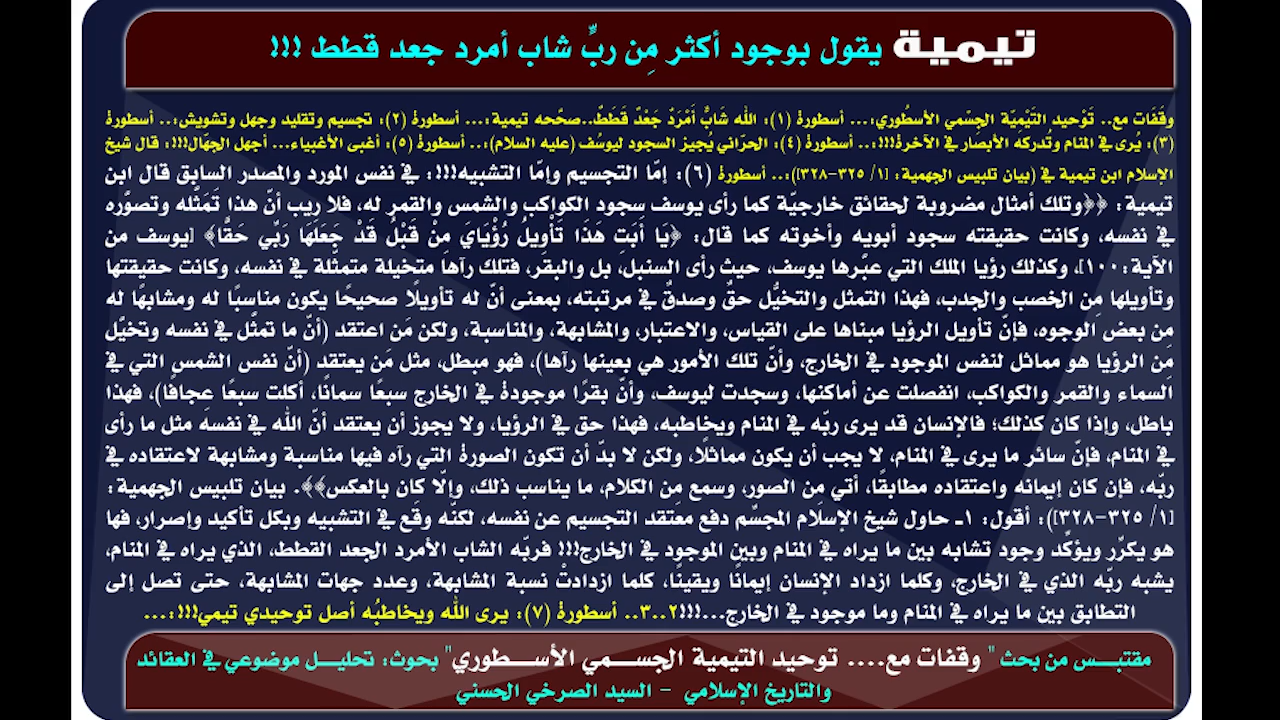 تيمية يقول بوجود أكثر مِن ربٍّ شاب أمرد جعد قطط !!!
وقَفَات مع.. تَوْحيد التَيْمِيّة الجِسْمي الأسطُوري:... أسطورة (١): الله شَابٌّ أَمْرَدٌ جَعْدٌ قَطَطٌ..صحَّحه تيمية:... أسطورة (٢): تجسيم وتقليد وجهل وتشويش:.. أسطورة
(٣): يُرى في المنام وتُدركه الأبصار في الآخرة!!!:.. أسطورة (٤): الحرّاني يُجيز السجود ليوسُف (عليه السلام):.. أسطورة (٥): أغبى الأغبياء... أجهل الجهّال!!!: قال شيخ
الإسلام ابن تيمية في (بيان تلبيس الجهمية: [١/ ٣٢٥-٣٢٨]):.. أسطورة (٦): إمّا التجسيم وإمّا التشبيه!!!: في نفس المورد والمصدر السابق قال ابن
تيمية: ﴿﴿وتلك أمثال مضروبة لحقائق خارجيّة كما رأى يوسف سجود الكواكب والشمس والقمر له، فلا ريب أنّ هذا تَمَثّله وتصوّره
في نفسه، وكانت حقيقته سجود أبويه وأخوته كما قال: ﴿يَا أَبَتِ هَذَا تَأْوِيلُ رُؤْيَايَ مِنْ قَبْلُ قَدْ جَعَلَهَا رَبِّي حَقًّا﴾ [يوسف من
الآية:١٠٠]، وكذلك رؤيا الملك التي عبّرها يوسف، حيث رأى السنبل، بل والبقر، فتلك رآها متخيلة متمثّلة في نفسه، وكانت حقيقتها
وتأويلها مِن الخصب والجدب، فهذا التمثل والتخيُّل حقٌ وصدقٌ في مرتبته، بمعنى أنّ له تأويلًا صحيحًا يكون مناسبًا له ومشابهًا له
مِن بعض الوجوه، فإنّ تأويل الرؤيا مبناها على القياس، والاعتبار، والمشابهة، والمناسبة، ولكن مَن اعتقد (أنّ ما تمثّل في نفسه وتخيّل
مِن الرؤيا هو مماثل لنفس الموجود في الخارج، وأنّ تلك الأمور هي بعينها رآها)، فهو مبطل، مثل مَن يعتقد (أنّ نفس الشمس التي في
السماء والقمر والكواكب، انفصلت عن أماكنها، وسجدت ليوسف، وأنّ بقرًا موجودة في الخارج سبعًا سمانًا، أكلت سبعًا عجافًا)، فهذا
باطل، وإذا كان كذلك؛ فالإنسان قد يرى ربّه في المنام ويخاطبه، فهذا حق في الرؤيا، ولا يجوز أن يعتقد أنّ الله في نفسه مثل ما رأى
في المنام، فإنّ سائر ما يرى في المنام، لا يجب أن يكون مماثلًا، ولكن لا بدّ أن تكون الصورة التي رآه فيها مناسبة ومشابهة لاعتقاده في
ربّه، فإن كان إيمانه واعتقاده مطابقًا، أتي من الصور، وسمع من الكلام، ما يناسب ذلك، وإلّا كان بالعكس﴾﴾. بيان تلبيس الجهمية:
[١/ ٣٢٥-٣٢٨]): أقول: ١ـ حاول شيخ الإسلام المجسّم دفع معتقد التجسيم عن نفسه، لكنّه وقع في التشبيه وبكل تأكيد وإصرار، فها
هو يكرّر ويؤكّد وجود تشابه بين ما يراه في المنام وبين الموجود في الخارج!!! فربّه الشاب الأمرد الجعد القطط، الذي يراه في المنام،
يشبه ربّه الذي في الخارج، وكلما ازداد الإنسان إيمانًا ويقينًا، كلما ازدادتْ نسبة المشابهة، وعدد جهات المشابهة، حتى تصل إلى
التطابق بين ما يراه في المنام وما موجود في الخارج...!!!٢..٣.. أسطورة (٧): يرى الله ويخاطبُه أصل توحيدي تيمي!!!:...
مقتبـــس من بحث " وقفات مع.... توحيد التيمية الجســـمي الأســـطوري" بحوث: تحليـــل موضوعي في العقائد
والتاريخ الإسلامي - السيد الصرخي الحسني